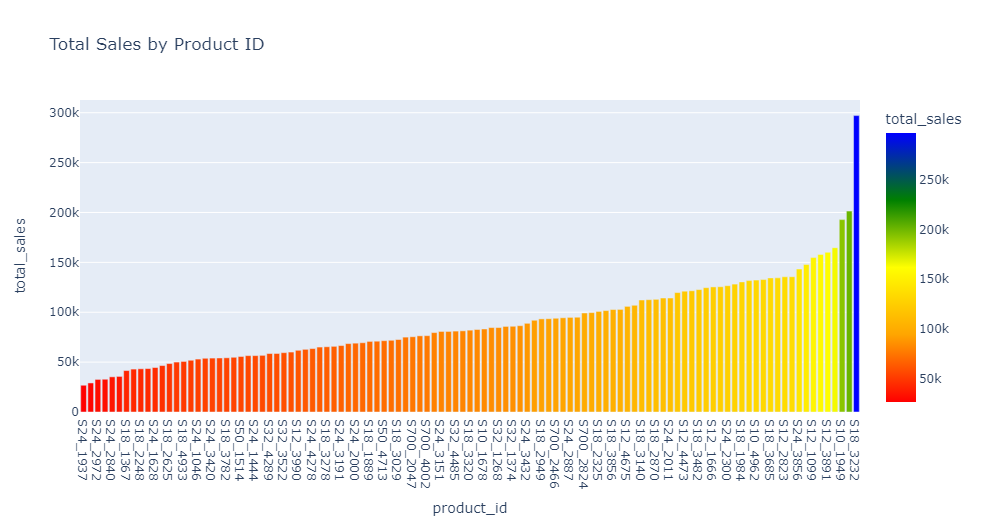 Total Sales by Product ID
total_sales
300k
250k
200k
150k
100k
50k
0
S24_1937
S24_2972
S24_2840
S18_1367
S18_2248
S24_1628
S18_2625
S18_4933
S24_1046
S24_3420
S18_3782
S50_1514
S24_1444
S32_4289
S32_3522
S12_3990
S24_4278
S18_3278
S24_3191
S24_2000
S18_1889
S50_4713
S18_3029
S700_2047
S700_4002
S24_3151
S32_4485
S18_3320
S10_1678
S32_1268
S32_1374
S24_3432
S18_2949
S700_2466
S24_2887
S700_2824
S18_2325
S18_3856
S12_4675
S18_3140
S18_2870
S24_2011
S12_4473
S18_3482
S12_1666
S24_2300
S18_1984
S10_4962
S18_3685
S12_2823
S24_3856
S12_1099
S12_3891
S10_1949
S18_3232
product_id
total_sales
250k
200k
150k
100k
50k